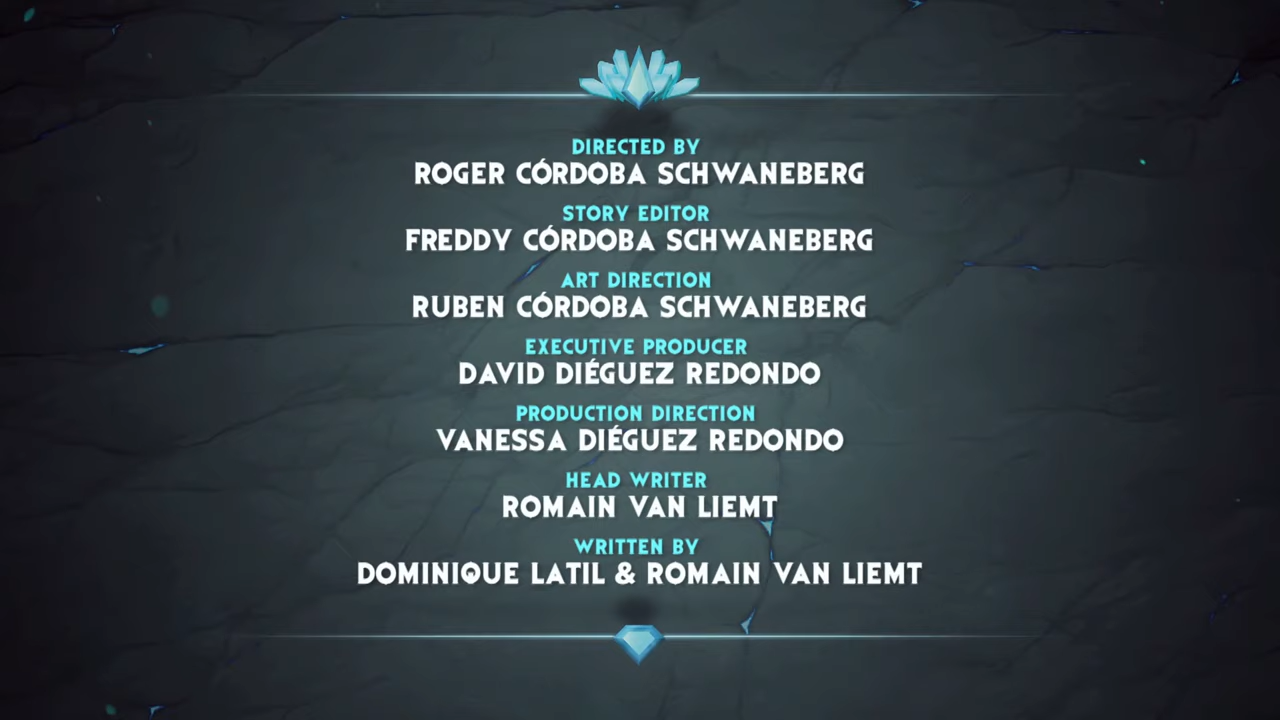 DIRECTED BY
ROGER CÓRDOBA SCHWANEBERG
STORY EDITOR
FREDDY CÓRDOBA SCHWANEBERG
ART DIRECTION
RUBEN CÓRDOBA SCHWANEBERG
EXECUTIVE PRODUCER
DAVID DIÉGUEZ REDONDO
PRODUCTION DIRECTION
VANESSA DIÉGUEZ REDONDO
HEAD WRITER
ROMAIN VAN LIEMT
WRITTEN BY
DOMINIQUE LATIL & ROMAIN VAN LIEMT